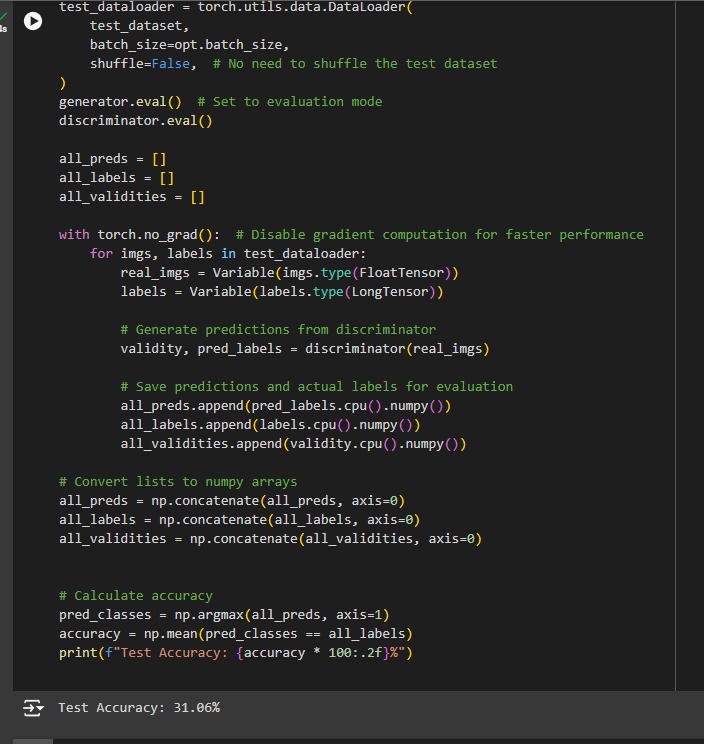 test_dataloader = torch.utils.data.DataLoader(
    test_dataset,
    batch_size=opt.batch_size,
    shuffle=False,  # No need to shuffle the test dataset
)
generator.eval()  # Set to evaluation mode
discriminator.eval()

all_preds = []
all_labels = []
all_validities = []

with torch.no_grad():  # Disable gradient computation for faster performance
    for imgs, labels in test_dataloader:
        real_imgs = Variable(imgs.type(FloatTensor))
        labels = Variable(labels.type(LongTensor))

        # Generate predictions from discriminator
        validity, pred_labels = discriminator(real_imgs)

        # Save predictions and actual labels for evaluation
        all_preds.append(pred_labels.cpu().numpy())
        all_labels.append(labels.cpu().numpy())
        all_validities.append(validity.cpu().numpy())

# Convert lists to numpy arrays
all_preds = np.concatenate(all_preds, axis=0)
all_labels = np.concatenate(all_labels, axis=0)
all_validities = np.concatenate(all_validities, axis=0)


# Calculate accuracy
pred_classes = np.argmax(all_preds, axis=1)
accuracy = np.mean(pred_classes == all_labels)
print(f"Test Accuracy: {accuracy * 100:.2f}%")

Test Accuracy: 31.06%